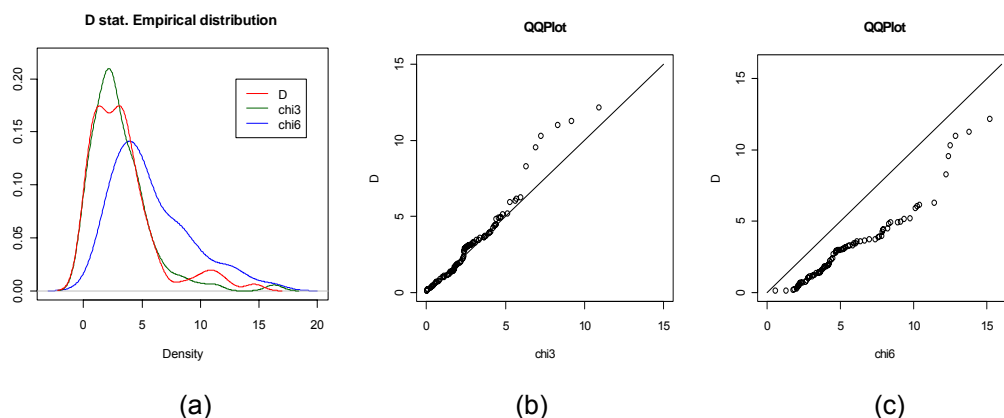 D stat. Empirical distribution
0.20
0.15
0.10
0.05
0.00
D
chi3
chi6
0 5 10 15 20
Density
(a)
QQPlot
15
10
5
0
D
0 5 10 15
chi3
(b)
QQPlot
15
10
5
0
D
0 5 10 15
chi6
(c)